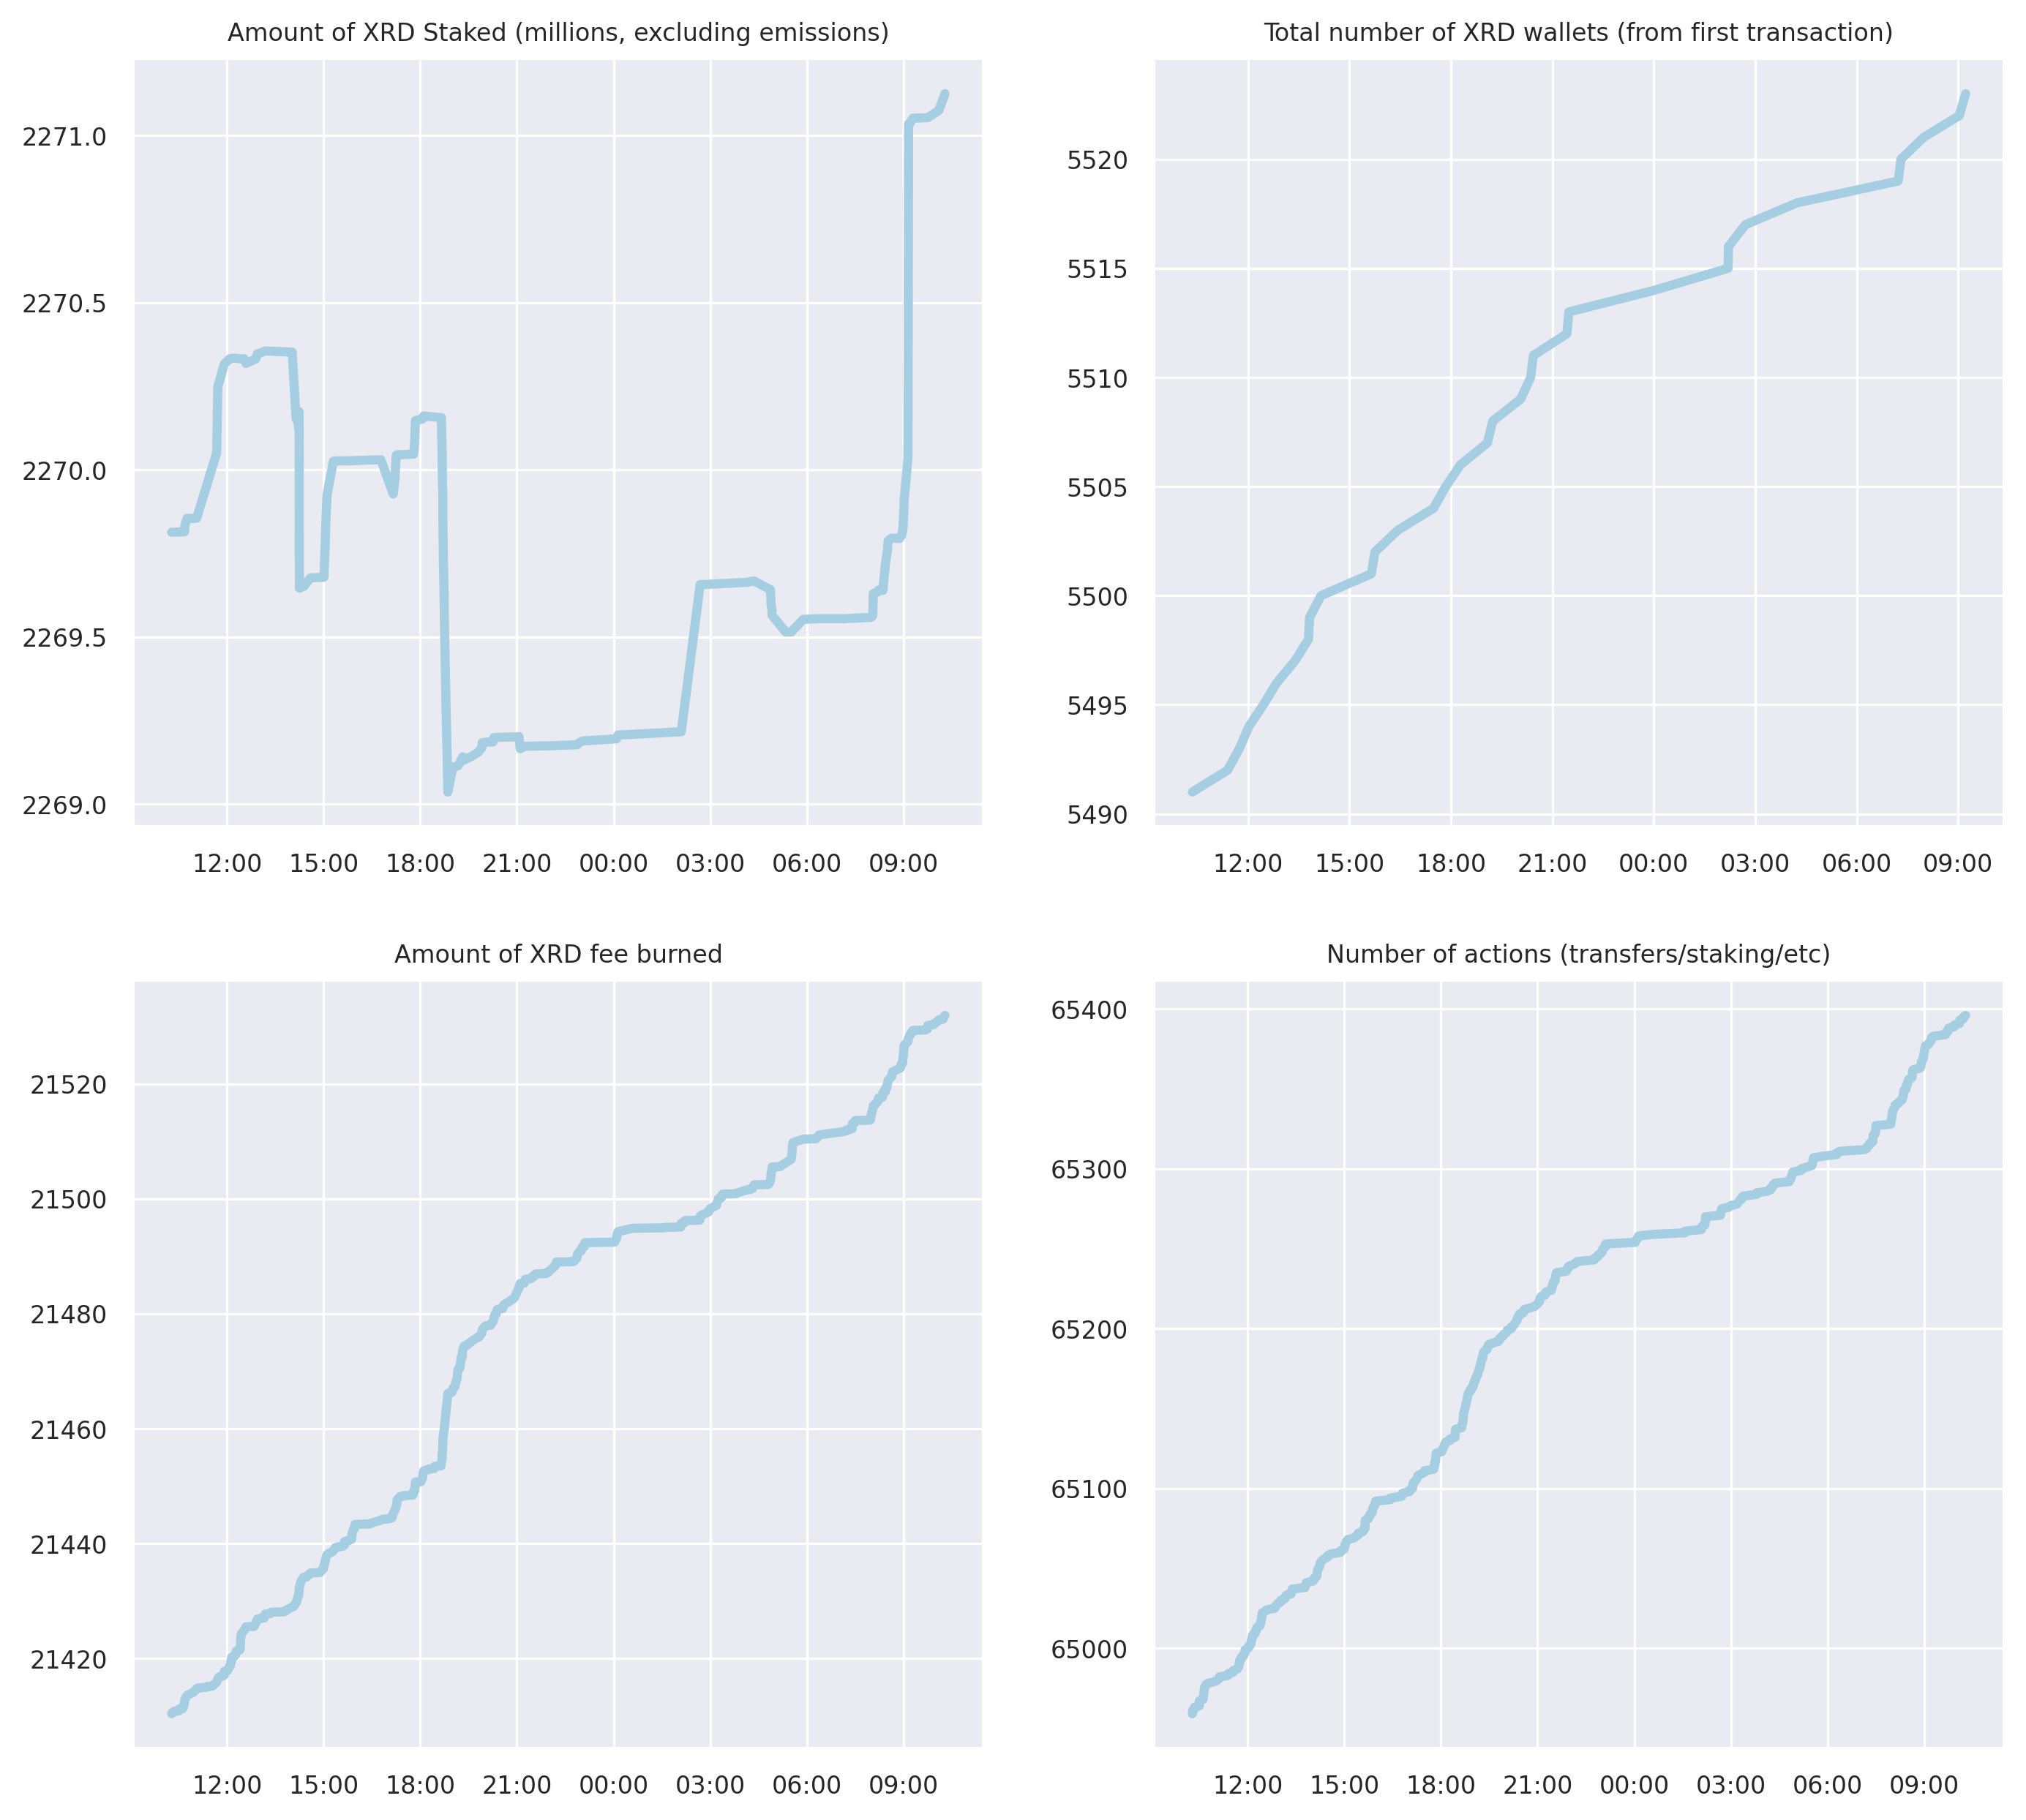 Amount of XRD Staked (millions, excluding emissions)
2271.0
2270.5
2270.0
2269.5
2269.0
12:00 15:00 18:00 21:00 00:00 03:00 06:00 09:00
Total number of XRD wallets (from first transaction)
5520
5515
5510
5505
5500
5495
5490
12:00 15:00 18:00 21:00 00:00 03:00 06:00 09:00
Amount of XRD fee burned
21520
21500
21480
21460
21440
21420
12:00 15:00 18:00 21:00 00:00 03:00 06:00 09:00
Number of actions (transfers/staking/etc)
65400
65300
65200
65100
65000
12:00 15:00 18:00 21:00 00:00 03:00 06:00 09:00